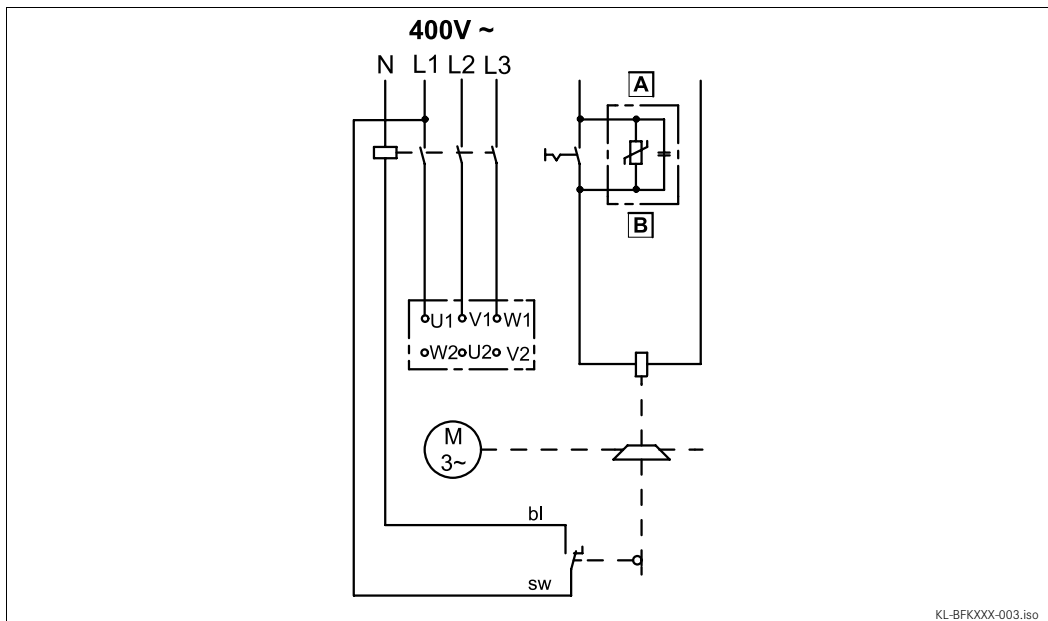 400V ~
N L1 L2 L3
A
B
U1 V1 W1
W2 U2 V2
M
3~
bl
sw
KL-BFKXXX-003.iso